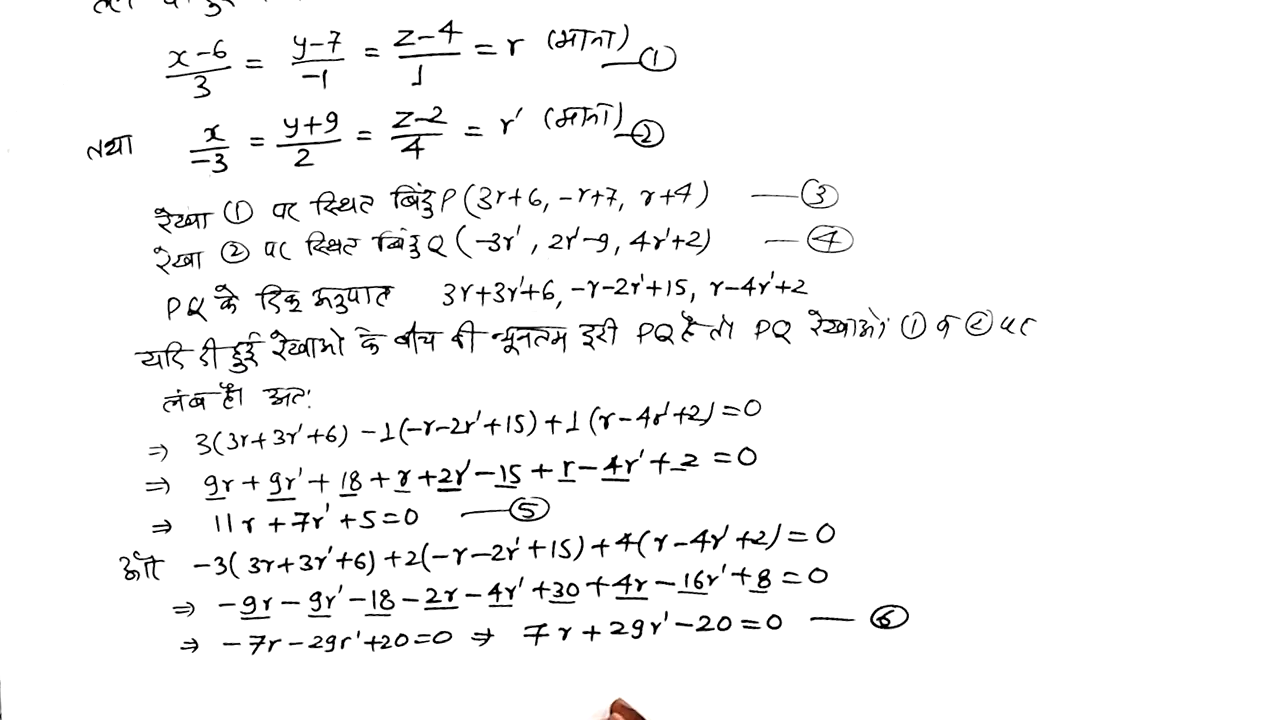 x-6/3 = y-7/-1 = z-4/1 = r (माना) —①
तथा x/-3 = y+9/2 = z-2/4 = r' (माना) —②
रेखा ① पर स्थित बिंदु P (3r+6, -r+7, r+4) —③
रेखा ② पर स्थित बिंदु Q (-3r', 2r'-9, 4r'+2) —④
PQ के दिक् अनुपात 3r+3r'+6, -r-2r'+15, r-4r'+2
यदि दी हुई रेखाओ के बीच की न्यूनतम दूरी PQ है तो PQ रेखाओं ① व ② पर
लंब है। अतः
⇒ 3(3r+3r'+6) -1(-r-2r'+15) +1(r-4r'+2)=0
⇒ 9r+9r'+18+r+2r'-15+r-4r'+2=0
⇒ 11r+7r'+5=0 —⑤
और -3(3r+3r'+6)+2(-r-2r'+15)+4(r-4r'+2)=0
⇒ -9r-9r'-18-2r-4r'+30+4r-16r'+8=0
⇒ -7r-29r'+20=0 ⇒ 7r+29r'-20=0 —⑥